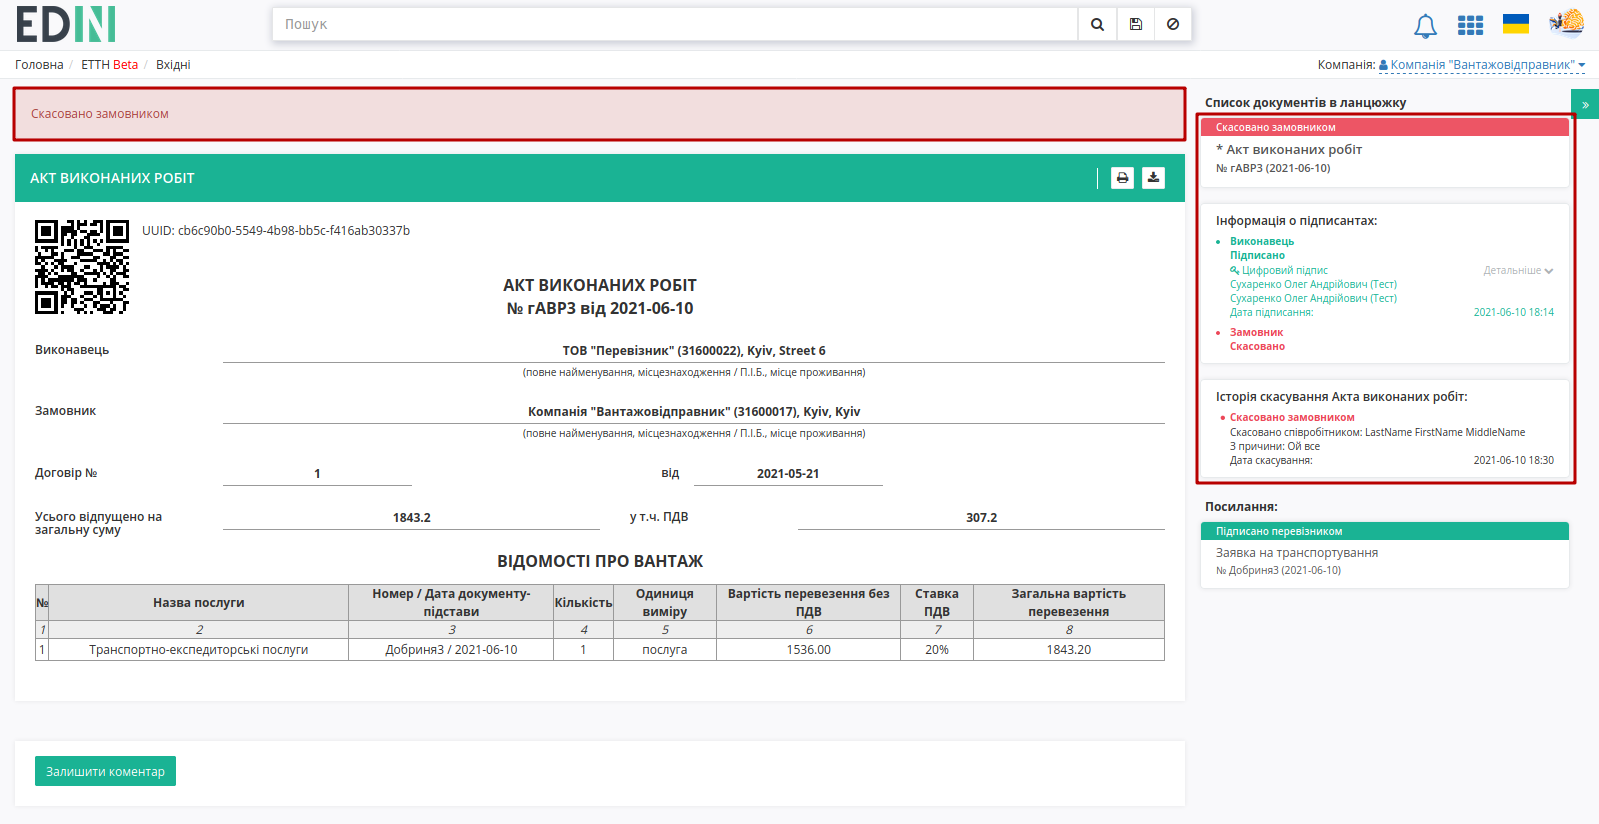 EDIN
Пошук
Головна / ЕТТН Beta / Вхідні
Компанія: Компанія "Вантажовідправник"
Скасовано замовником
АКТ ВИКОНАНИХ РОБІТ
UUID: cb6c90b0-5549-4b98-bb5c-f416ab30337b
АКТ ВИКОНАНИХ РОБІТ
№ гАВР3 від 2021-06-10
Виконавець
ТОВ "Перевізник" (31600022), Kyiv, Street 6
(повне найменування, місцезнаходження / П.І.Б., місце проживання)
Замовник
Компанія "Вантажовідправник" (31600017), Kyiv, Kyiv
(повне найменування, місцезнаходження / П.І.Б., місце проживання)
Договір № 1 від 2021-05-21
Усього відпущено на
загальну суму
1843.2 у т.ч. ПДВ 307.2
ВІДОМОСТІ ПРО ВАНТАЖ
№ Назва послуги Номер / Дата документу-підстави Кількість Одиниця виміру Вартість перевезення без ПДВ Ставка ПДВ Загальна вартість перевезення
1 2 3 4 5 6 7 8
1 Транспортно-експедиторські послуги Добриня3 / 2021-06-10 1 послуга 1536.00 20% 1843.20
Залишити коментар
Список документів в ланцюжку
»
Скасовано замовником
* Акт виконаних робіт
№ гАВР3 (2021-06-10)
Інформація о підписантах:
Виконавець
Підписано
Цифровий підпис Детальніше
Сухаренко Олег Андрійович (Тест)
Сухаренко Олег Андрійович (Тест)
Дата підписання: 2021-06-10 18:14
Замовник
Скасовано
Історія скасування Акта виконаних робіт:
Скасовано замовником
Скасовано співробітником: LastName FirstName MiddleName
З причини: Ой все
Дата скасування: 2021-06-10 18:30
Посилання:
Підписано перевізником
Заявка на транспортування
№ Добриня3 (2021-06-10)